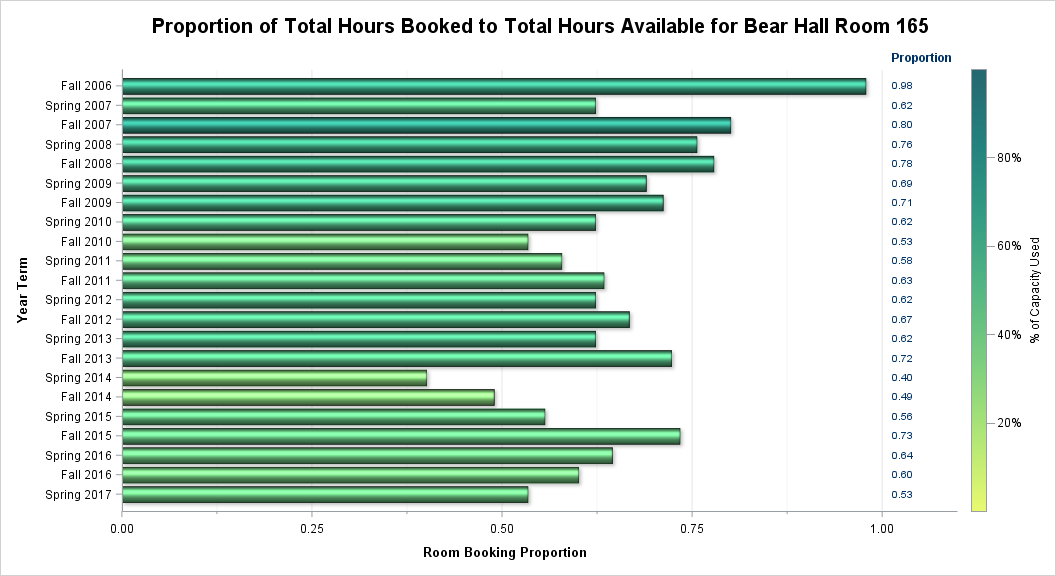 Proportion of Total Hours Booked to Total Hours Available for Bear Hall Room 165
Proportion
Fall 2006 0.98
Spring 2007 0.62
Fall 2007 0.80
Spring 2008 0.76
Fall 2008 0.78
Spring 2009 0.69
Fall 2009 0.71
Spring 2010 0.62
Fall 2010 0.53
Spring 2011 0.58
Fall 2011 0.63
Spring 2012 0.62
Fall 2012 0.67
Spring 2013 0.62
Fall 2013 0.72
Spring 2014 0.40
Fall 2014 0.49
Spring 2015 0.56
Fall 2015 0.73
Spring 2016 0.64
Fall 2016 0.60
Spring 2017 0.53
Year Term
0.00 0.25 0.50 0.75 1.00
Room Booking Proportion
80%
60%
40%
20%
% of Capacity Used